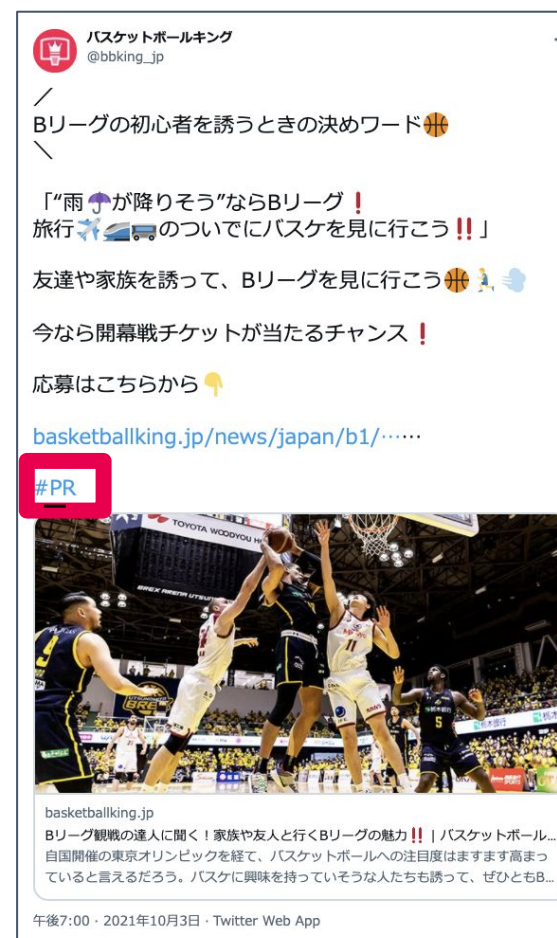 バスケットボールキング
@bbking_jp
／
Bリーグの初心者を誘うときの決めワード🏀
＼
「“雨☂が降りそう”ならBリーグ❗
旅行✈🚄🚌のついでにバスケを見に行こう‼」
友達や家族を誘って、Bリーグを見に行こう🏀🏃💨
今なら開幕戦チケットが当たるチャンス❗
応募はこちらから👇
basketballking.jp/news/japan/b1/……
#PR
TOYOTA WOODYOU H
BREX ARENA UTSUN
BRE
9
11
5
栃木銀行
basketballking.jp
Bリーグ観戦の達人に聞く！家族や友人と行くBリーグの魅力‼ | バスケットボール...
自国開催の東京オリンピックを経て、バスケットボールへの注目度はますます高まっ
ていると言えるだろう。バスケに興味を持っていそうな人たちも誘って、ぜひともB...
午後7:00 · 2021年10月3日 · Twitter Web App